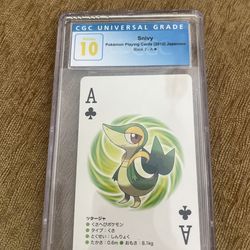 CGC UNIVERSAL GRADE
10
Snivy
Pokémon Playing Cards (2010) Japanese
A
ツタージャ
● くさへびポケモン
● タイプ：くさ
● とくせい：しんりょく
● たかさ：0.6m ● おもさ：8.1kg
A